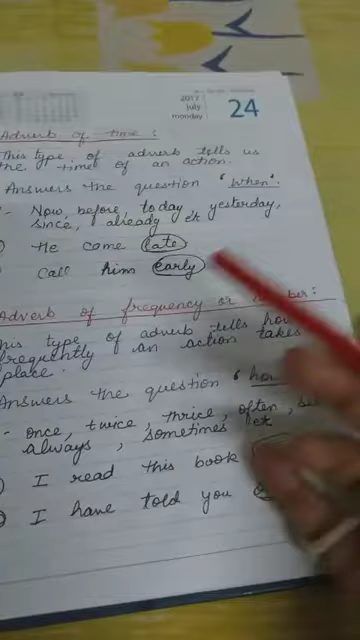 2017
July
monday
24
Adverb of time :
This type of adverb tells us
the time of an action.
Answers the question 'When'.
- Now, before, today, yesterday,
since, already etc
He come late
Call him early
Adverb of frequency or
his type of adverb tells how
frequently an action takes
place.
Answers the question '
- once, twice, thrice, often,
always, sometimes etc
I read this book
I have told you